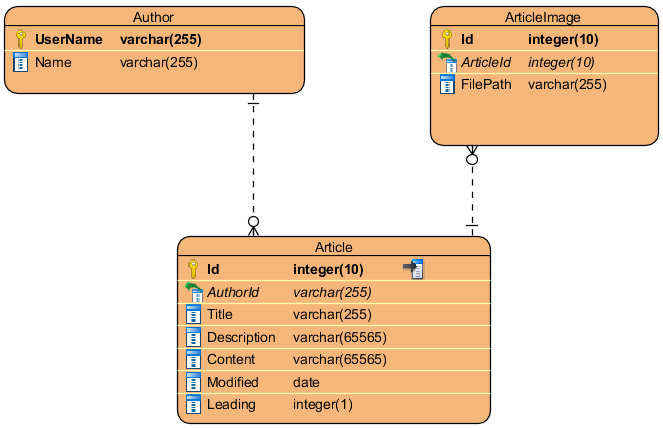 Author
UserName varchar(255)
Name varchar(255)
ArticleImage
Id integer(10)
ArticleId integer(10)
FilePath varchar(255)
Article
Id integer(10)
AuthorId varchar(255)
Title varchar(255)
Description varchar(65565)
Content varchar(65565)
Modified date
Leading integer(1)